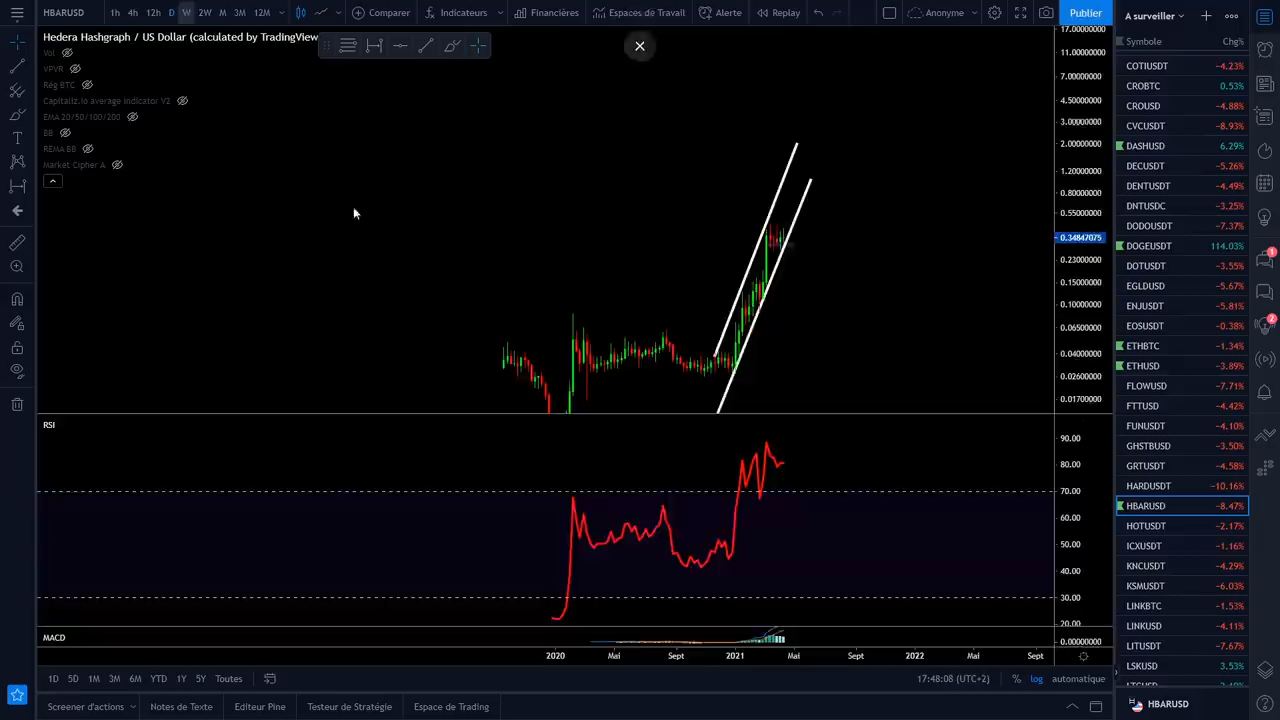 HBARUSD 1h 4h 12h D W 2W M 3M 12M Comparer Indicateurs Financières Espaces de Travail Alerte Replay Anonyme Publier
Hedera Hashgraph / US Dollar (calculated by TradingView
Vol
VPVR
Rég BTC
Capitaliz.io average indicator V2
EMA 20/50/100/200
BB
REMA BB
Market Cipher A
17.00000000
11.00000000
7.00000000
4.50000000
3.00000000
2.00000000
1.20000000
0.80000000
0.55000000
0.34847075
0.23000000
0.15000000
0.10000000
0.06500000
0.04000000
0.02600000
0.01700000
RSI
90.00
80.00
70.00
60.00
50.00
40.00
30.00
20.00
MACD
0.00000000
2020 Mai Sept 2021 Mai Sept 2022 Mai Sept
1D 5D 1M 3M 6M YTD 1Y 5Y Toutes 17:48:08 (UTC+2) % log automatique
Screener d'actions Notes de Texte Editeur Pine Testeur de Stratégie Espace de Trading
A surveiller
Symbole Chg%
COTIUSDT −4.23%
CROBTC 0.53%
CROUSD −4.88%
CVCUSDT −8.93%
DASHUSD 6.29%
DECUSDT −5.26%
DENTUSDT −4.49%
DNTUSDC −3.25%
DODOUSDT −7.37%
DOGEUSDT 114.03%
DOTUSDT −3.55%
EGLDUSD −5.67%
ENJUSDT −5.81%
EOSUSDT −0.38%
ETHBTC −1.34%
ETHUSD −3.89%
FLOWUSD −7.71%
FTTUSD −4.42%
FUNUSDT −4.10%
GHSTBUSD −3.50%
GRTUSDT −4.58%
HARDUSDT −10.16%
HBARUSD −8.47%
HOTUSDT −2.17%
ICXUSDT −1.16%
KNCUSDT −4.29%
KSMUSDT −6.03%
LINKBTC −1.53%
LINKUSD −4.11%
LITUSDT −7.67%
LSKUSD 3.53%
HBARUSD
1
2